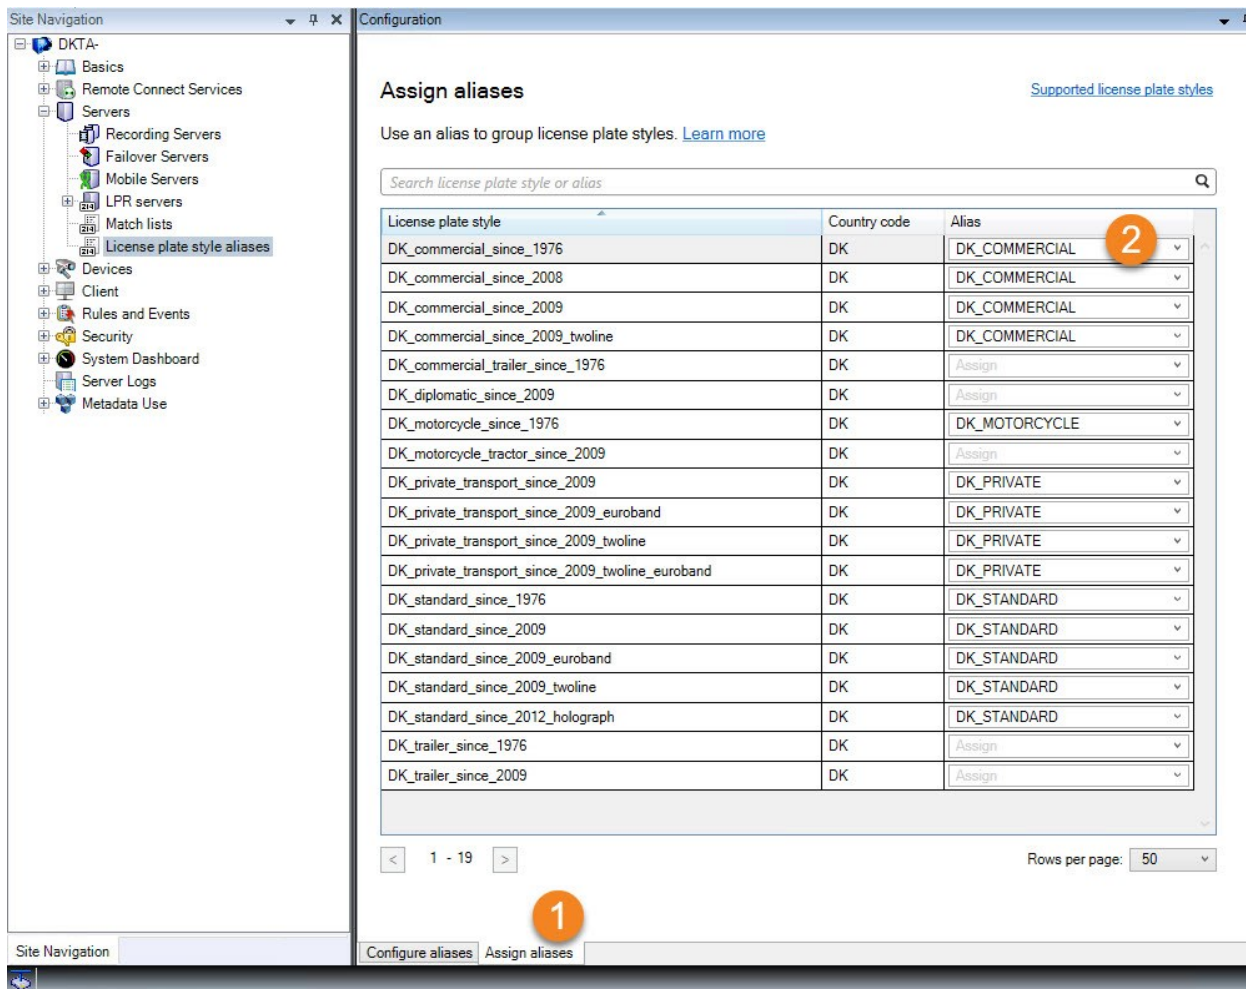 Site Navigation
DKTA-
Basics
Remote Connect Services
Servers
Recording Servers
Failover Servers
Mobile Servers
LPR servers
Match lists
License plate style aliases
Devices
Client
Rules and Events
Security
System Dashboard
Server Logs
Metadata Use
Site Navigation
Configuration
Assign aliases
Supported license plate styles
Use an alias to group license plate styles. Learn more
Search license plate style or alias
License plate style Country code Alias
DK_commercial_since_1976 DK DK_COMMERCIAL
2
DK_commercial_since_2008 DK DK_COMMERCIAL
DK_commercial_since_2009 DK DK_COMMERCIAL
DK_commercial_since_2009_twoline DK DK_COMMERCIAL
DK_commercial_trailer_since_1976 DK Assign
DK_diplomatic_since_2009 DK Assign
DK_motorcycle_since_1976 DK DK_MOTORCYCLE
DK_motorcycle_tractor_since_2009 DK Assign
DK_private_transport_since_2009 DK DK_PRIVATE
DK_private_transport_since_2009_euroband DK DK_PRIVATE
DK_private_transport_since_2009_twoline DK DK_PRIVATE
DK_private_transport_since_2009_twoline_euroband DK DK_PRIVATE
DK_standard_since_1976 DK DK_STANDARD
DK_standard_since_2009 DK DK_STANDARD
DK_standard_since_2009_euroband DK DK_STANDARD
DK_standard_since_2009_twoline DK DK_STANDARD
DK_standard_since_2012_holograph DK DK_STANDARD
DK_trailer_since_1976 DK Assign
DK_trailer_since_2009 DK Assign
< 1 - 19 > Rows per page: 50
1
Configure aliases Assign aliases